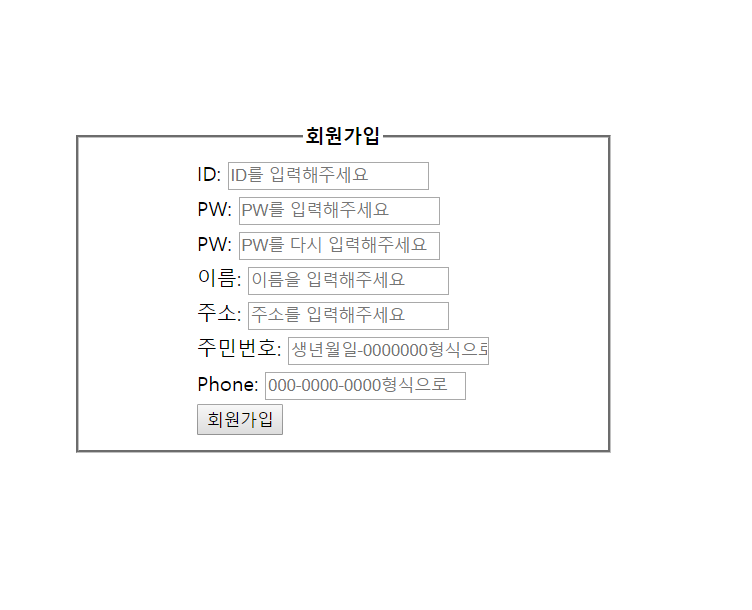 회원가입
ID: ID를 입력해주세요
PW: PW를 입력해주세요
PW: PW를 다시 입력해주세요
이름: 이름을 입력해주세요
주소: 주소를 입력해주세요
주민번호: 생년월일-0000000형식으로
Phone: 000-0000-0000형식으로
회원가입